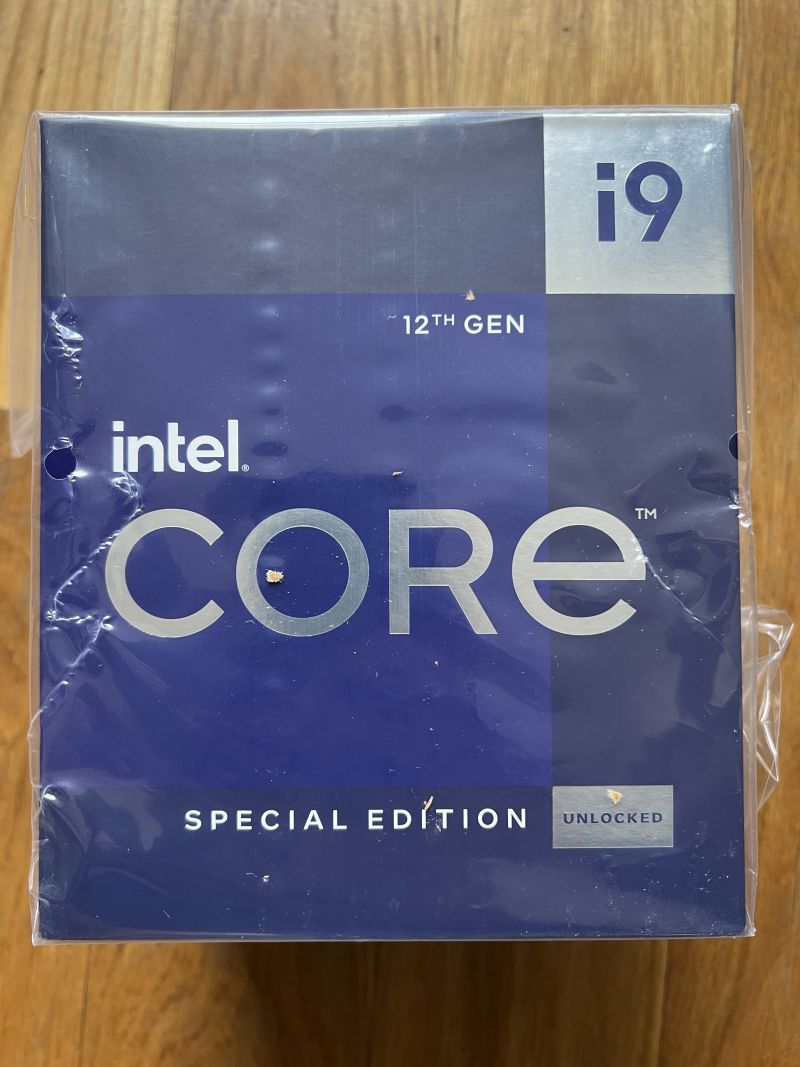 i9
12TH GEN
intel®
CORe™
SPECIAL EDITION
UNLOCKED